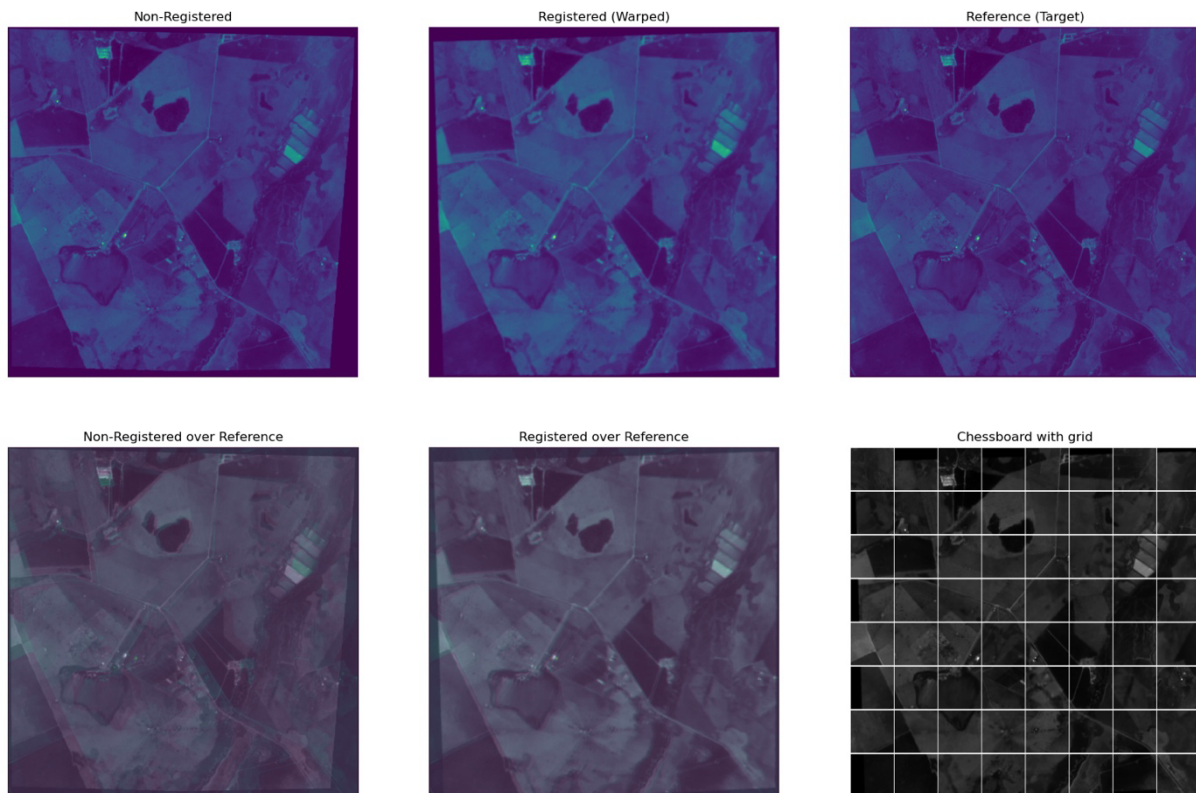 Non-Registered
Registered (Warped)
Reference (Target)
Non-Registered over Reference
Registered over Reference
Chessboard with grid